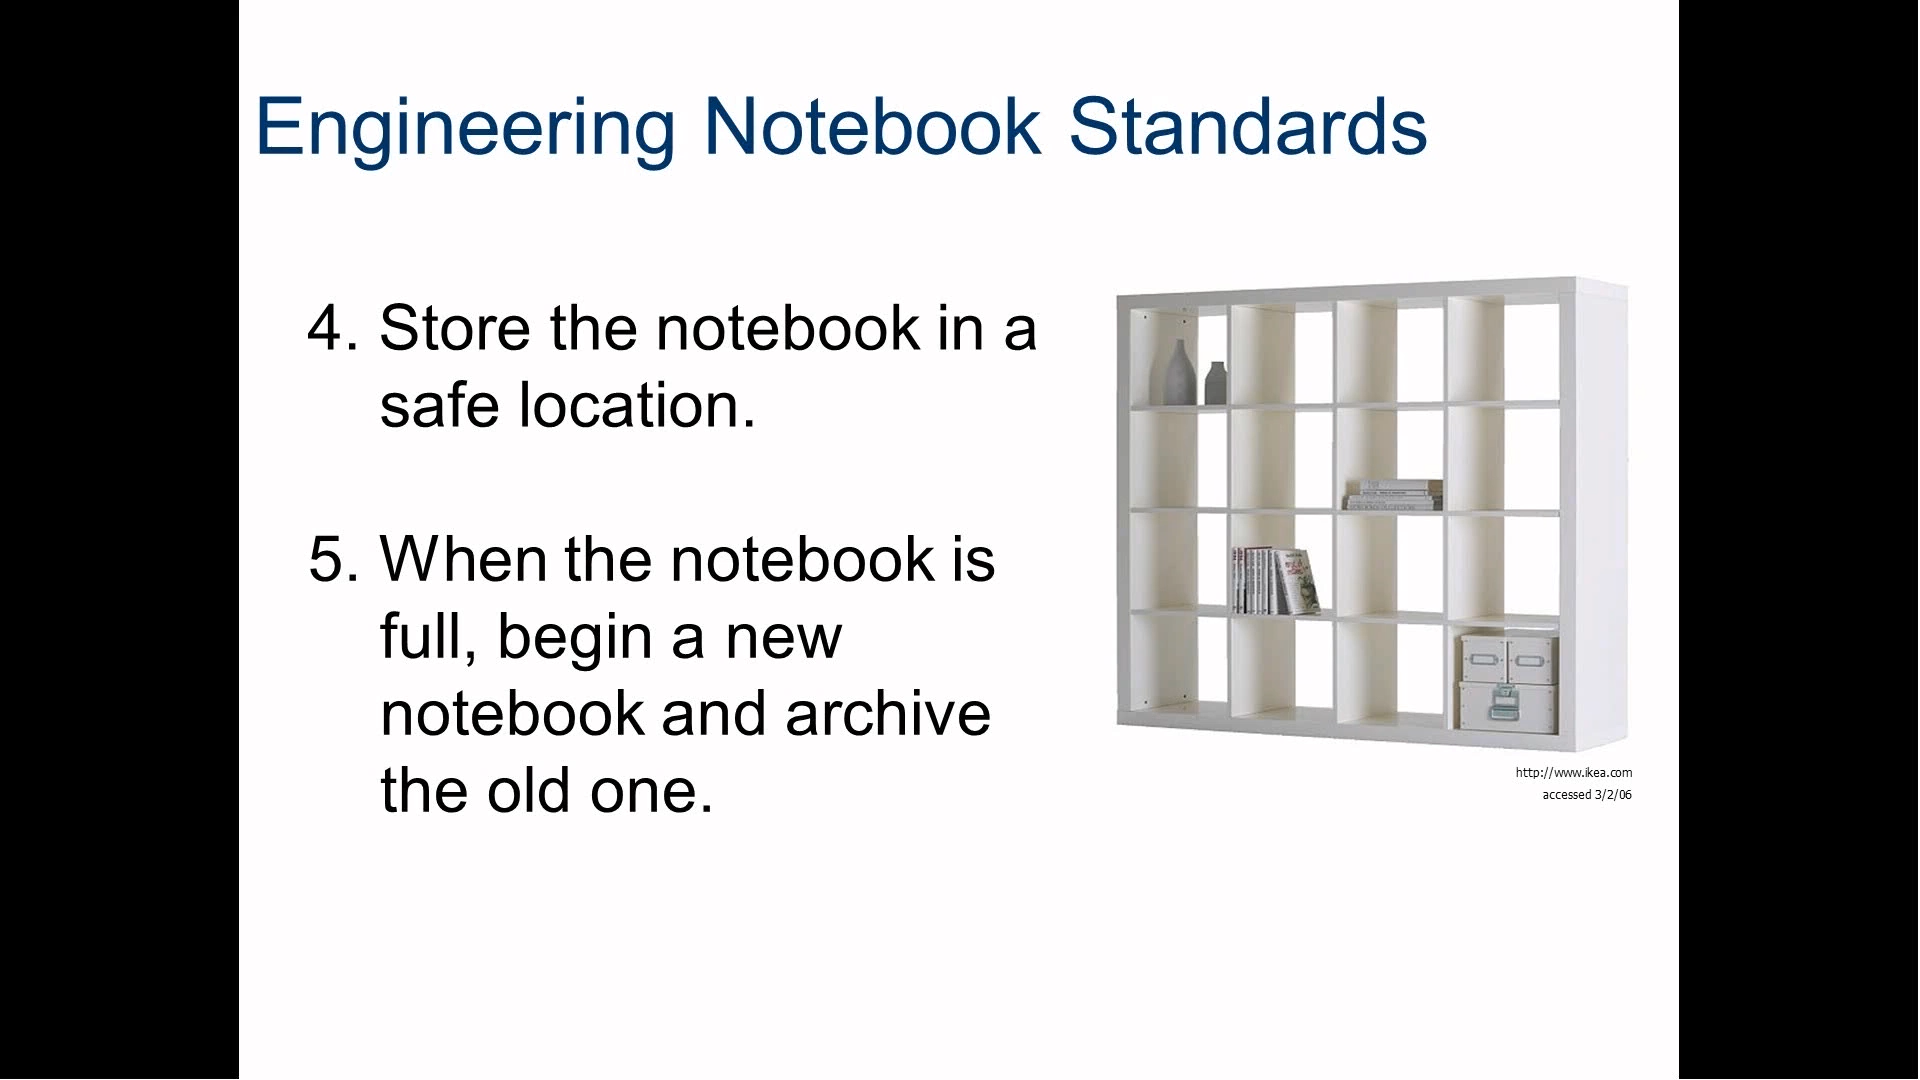 Engineering Notebook Standards
4. Store the notebook in a
safe location.
5. When the notebook is
full, begin a new
notebook and archive
the old one.
http://www.ikea.com
accessed 3/2/06